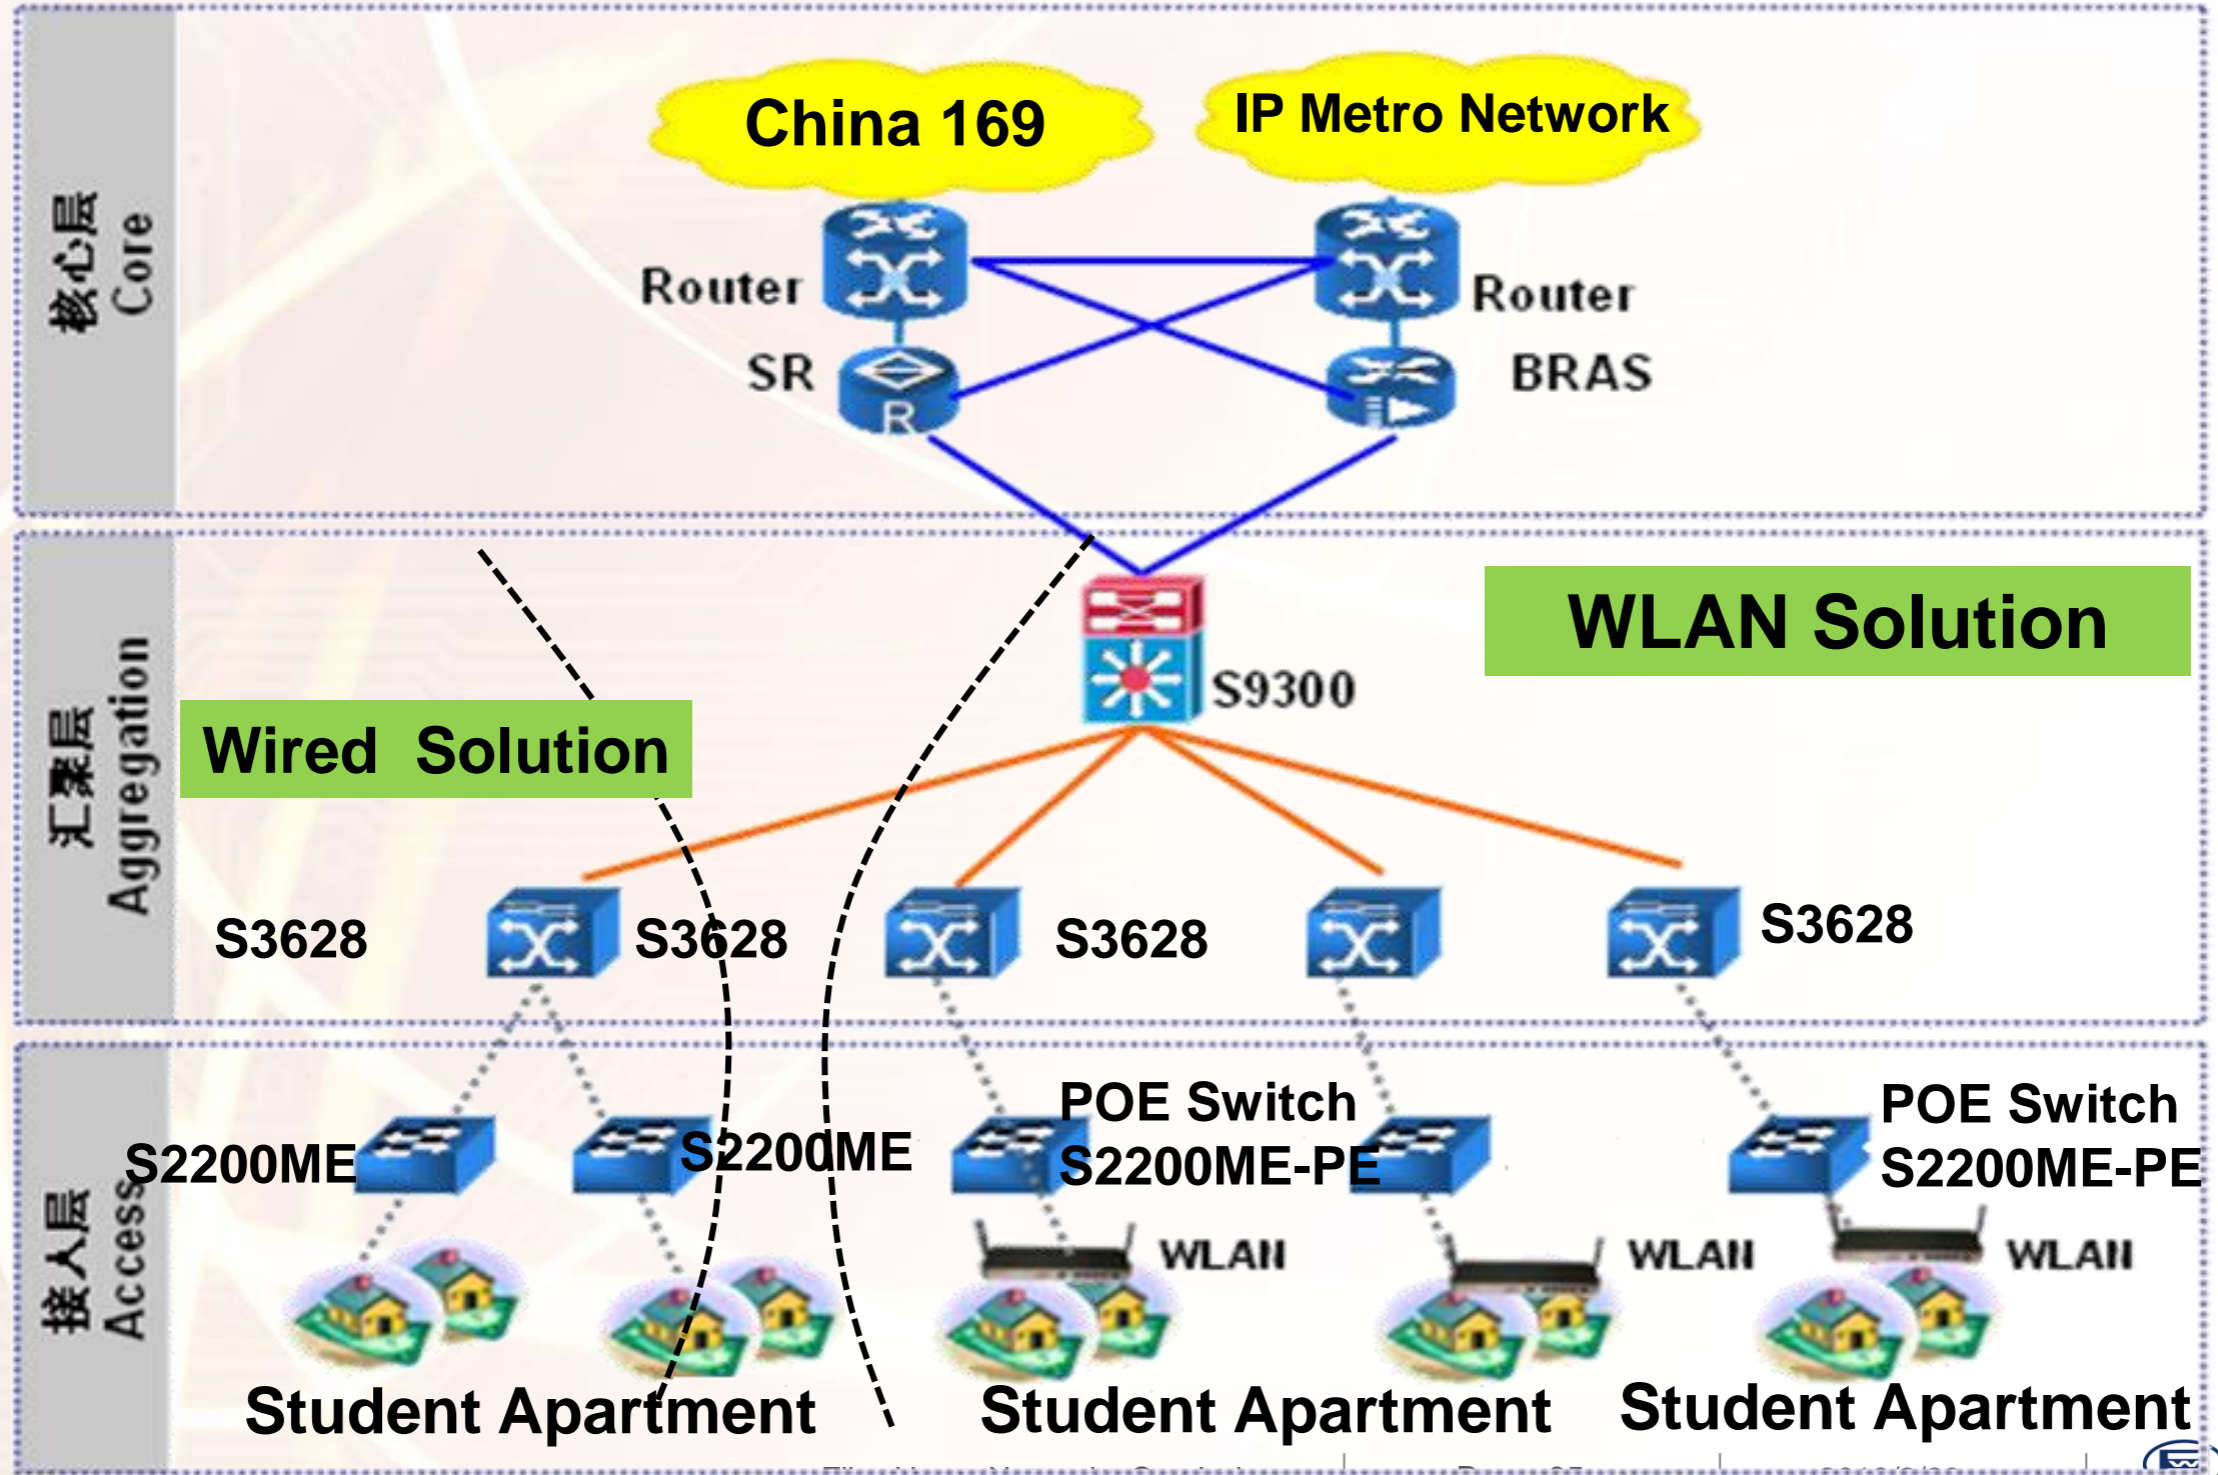 核心层
Core
China 169
IP Metro Network
Router
Router
SR
R
BRAS
汇聚层
Aggregation
WLAN Solution
S9300
Wired Solution
S3628
S3628
S3628
S3628
接入层
Access
S2200ME
S2200ME
POE Switch
S2200ME-PE
POE Switch
S2200ME-PE
WLAN
WLAN
WLAN
Student Apartment
Student Apartment
Student Apartment